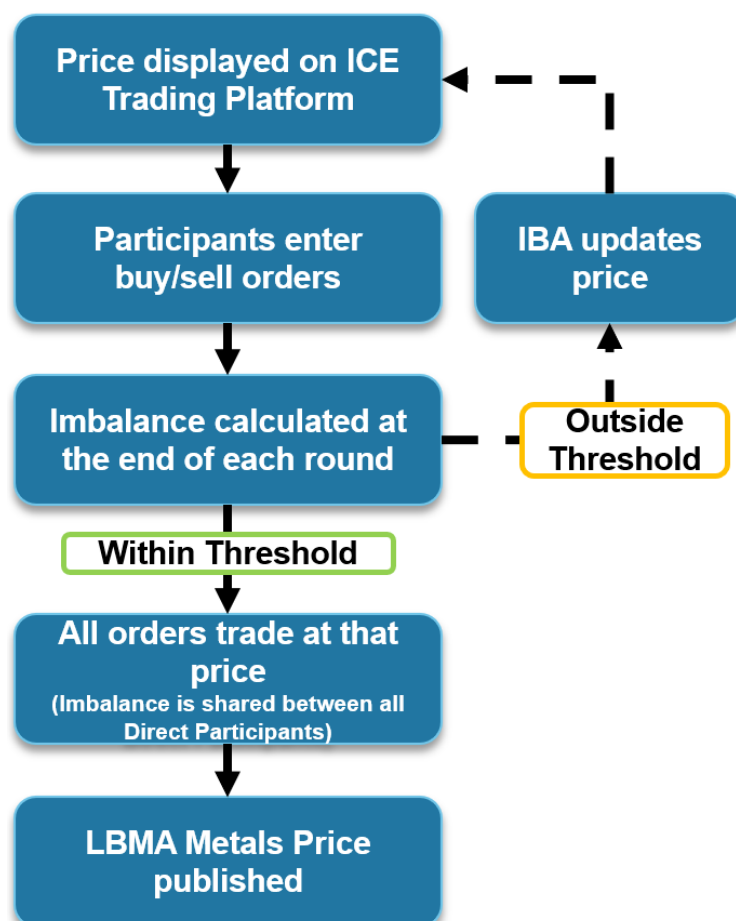 Price displayed on ICE
Trading Platform
Participants enter
buy/sell orders
IBA updates
price
Imbalance calculated at
the end of each round
Outside
Threshold
Within Threshold
All orders trade at that
price
(Imbalance is shared between all
Direct Participants)
LBMA Metals Price
published